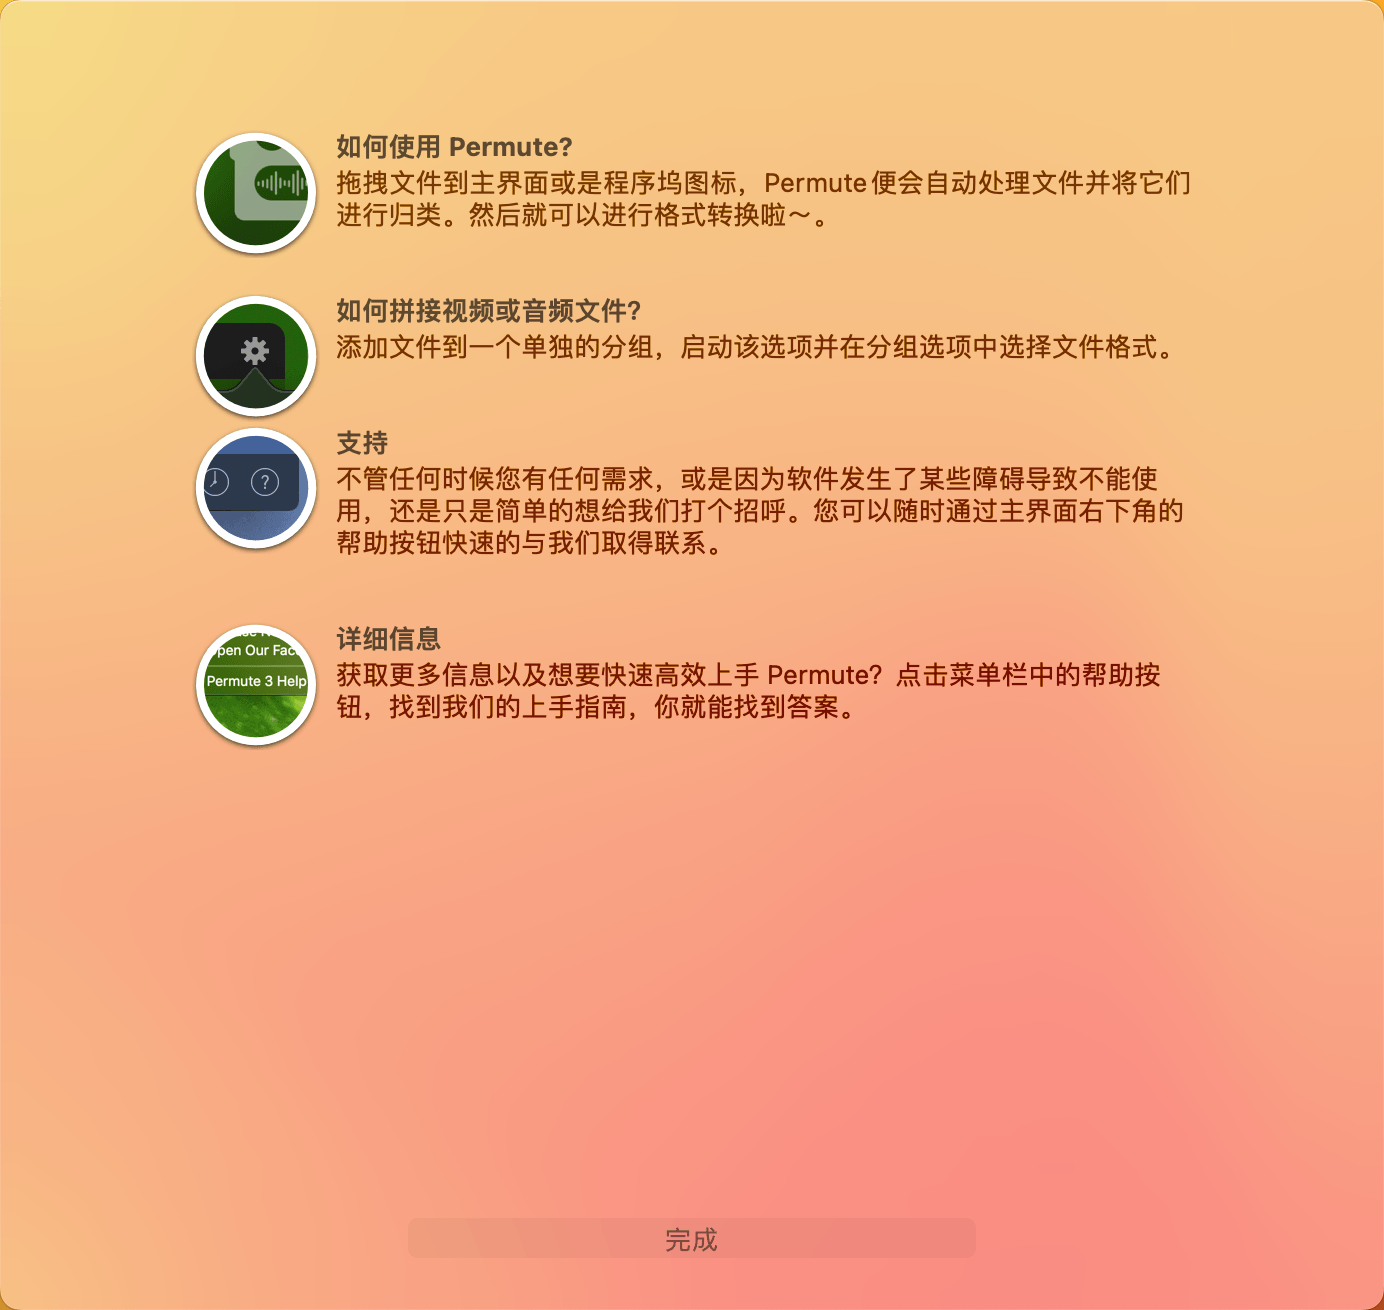 如何使用 Permute?
拖拽文件到主界面或是程序坞图标，Permute便会自动处理文件并将它们
进行归类。然后就可以进行格式转换啦～。
如何拼接视频或音频文件?
添加文件到一个单独的分组，启动该选项并在分组选项中选择文件格式。
支持
?
不管任何时候您有任何需求，或是因为软件发生了某些障碍导致不能使
用，还是只是简单的想给我们打个招呼。您可以随时通过主界面右下角的
帮助按钮快速的与我们取得联系。
详细信息
pen Our Fac
Permute 3 Help
获取更多信息以及想要快速高效上手 Permute？点击菜单栏中的帮助按
钮，找到我们的上手指南，你就能找到答案。
完成